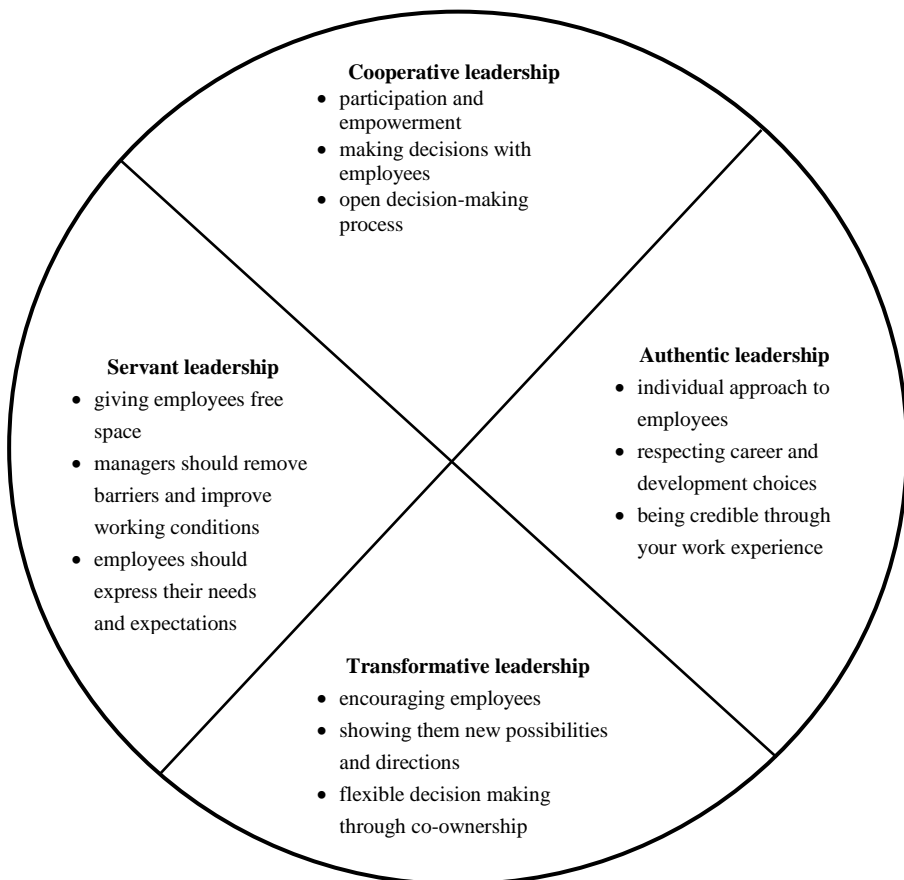 Cooperative leadership
• participation and
empowerment
• making decisions with
employees
• open decision-making
process
Servant leadership
• giving employees free
space
• managers should remove
barriers and improve
working conditions
• employees should
express their needs
and expectations
Authentic leadership
• individual approach to
employees
• respecting career and
development choices
• being credible through
your work experience
Transformative leadership
• encouraging employees
• showing them new possibilities
and directions
• flexible decision making
through co-ownership